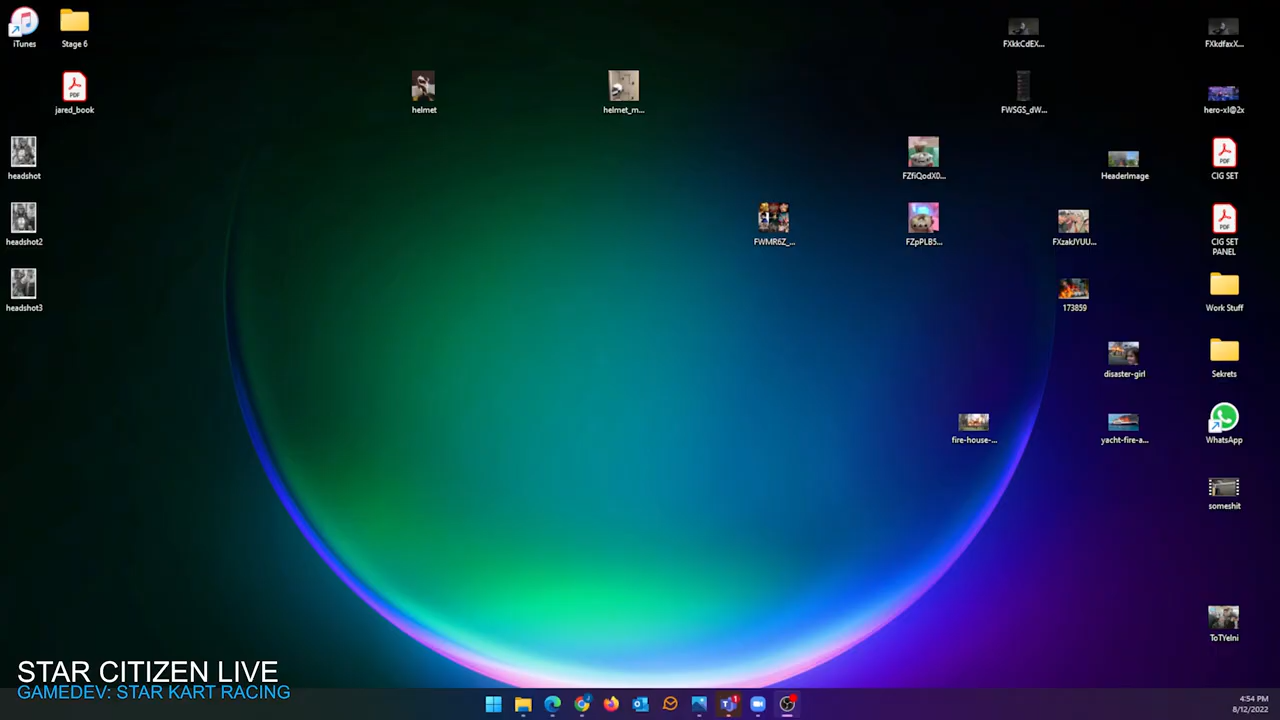 iTunes
Stage 6
FXkkCdEX...
FXkdfaxX...
jared_book
helmet
helmet_m...
FWSGS_dW...
hero-xl@2x
headshot
FZfiQodX0...
HeaderImage
CIG SET
headshot2
FWMR6Z_...
FZpPLB5...
FXzakJYUU...
CIG SET
PANEL
headshot3
173859
Work Stuff
disaster-girl
Sekrets
fire-house-...
yacht-fire-a...
WhatsApp
someshit
ToTYeIni
STAR CITIZEN LIVE
GAMEDEV: STAR KART RACING
4:54 PM
8/12/2022